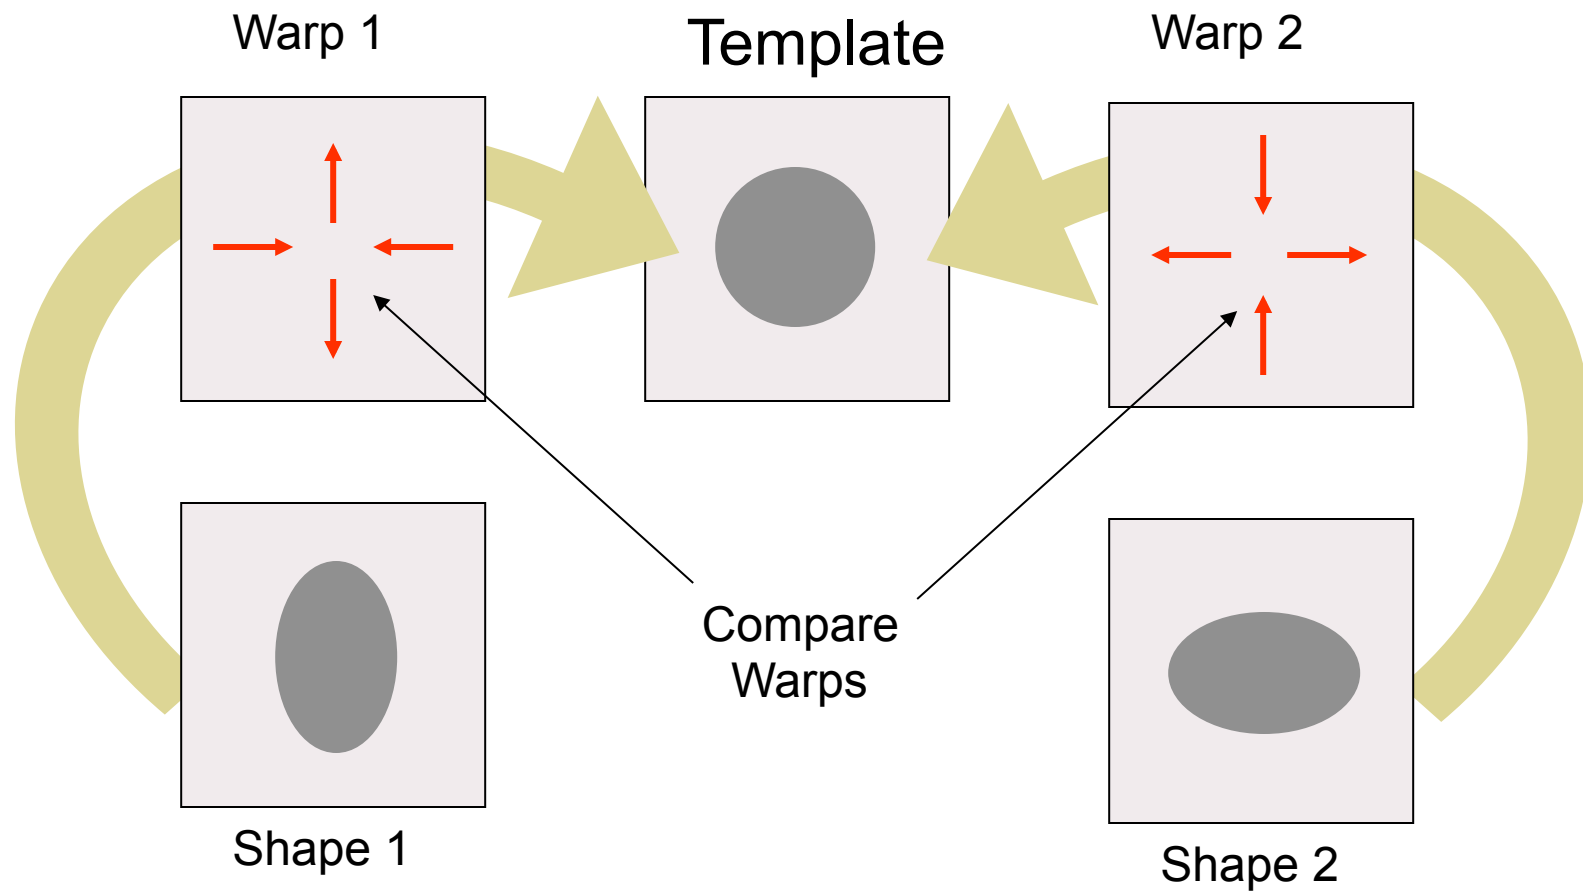 Warp 1
Template
Warp 2
Compare
Warps
Shape 1
Shape 2